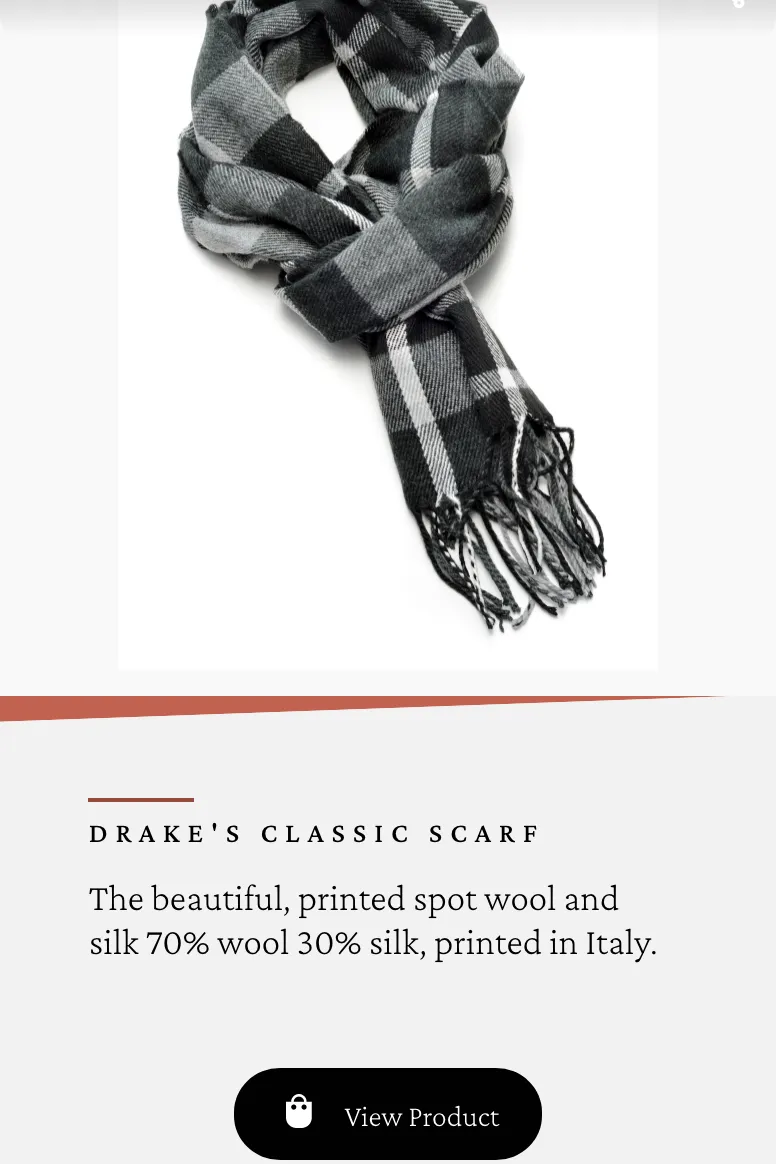 DRAKE'S CLASSIC SCARF
The beautiful, printed spot wool and
silk 70% wool 30% silk, printed in Italy.
View Product